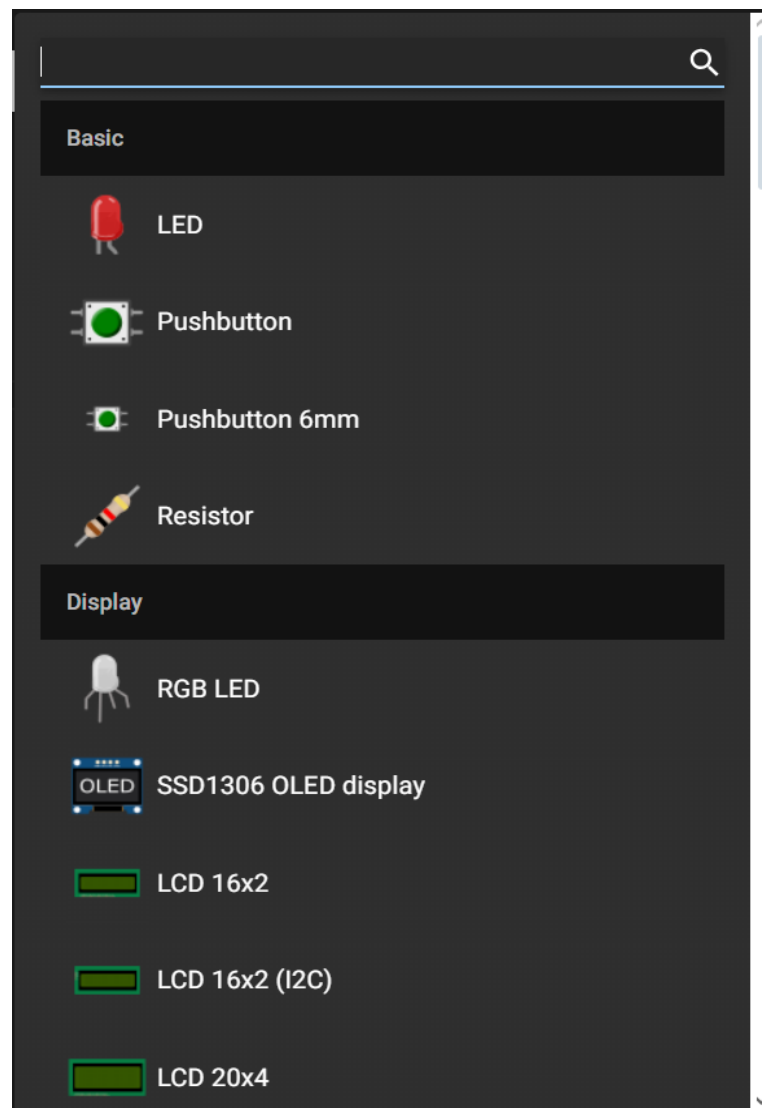 Basic
LED
Pushbutton
Pushbutton 6mm
Resistor
Display
RGB LED
OLED SSD1306 OLED display
LCD 16x2
LCD 16x2 (I2C)
LCD 20x4